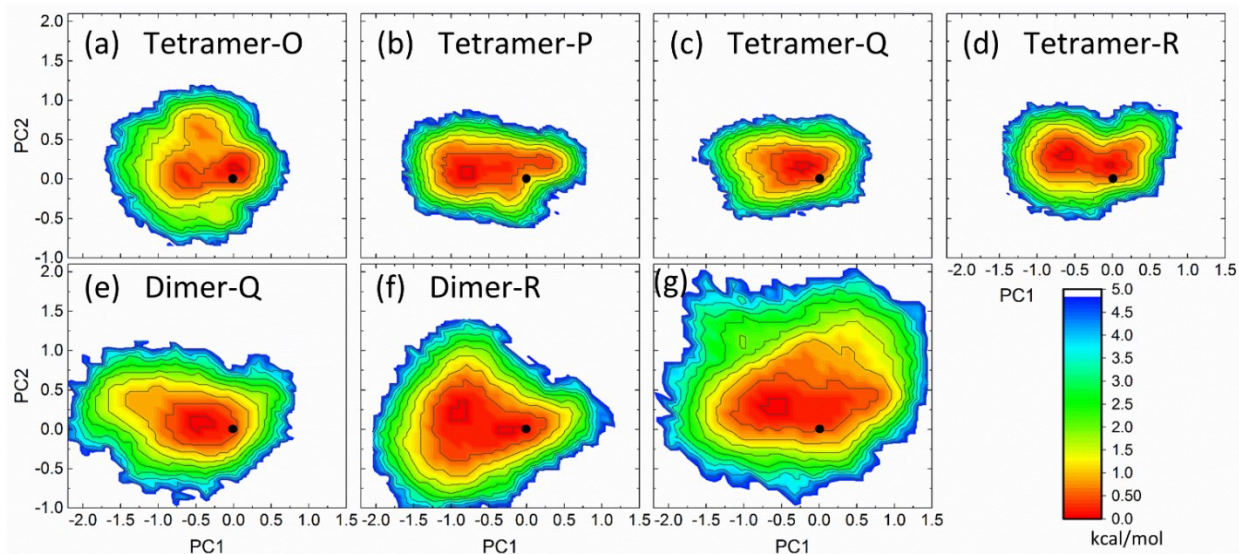 (a) Tetramer-O
(b) Tetramer-P
(c) Tetramer-Q
(d) Tetramer-R
PC2
2.0
1.5
1.0
0.5
0.0
-0.5
-1.0
-2.0 -1.5 -1.0 -0.5 0.0 0.5 1.0 1.5
PC1
(e) Dimer-Q
(f) Dimer-R
(g)
PC2
2.0
1.5
1.0
0.5
0.0
-0.5
-1.0
-2.0 -1.5 -1.0 -0.5 0.0 0.5 1.0 1.5
-2.0 -1.5 -1.0 -0.5 0.0 0.5 1.0 1.5
-2.0 -1.5 -1.0 -0.5 0.0 0.5 1.0 1.5
PC1
PC1
PC1
5.0
4.5
4.0
3.5
3.0
2.5
2.0
1.5
1.0
0.50
0.0
kcal/mol